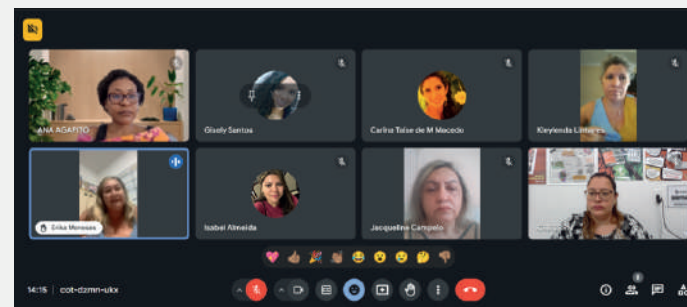 ANA AGAPITO
Gisely Santos
Carina Taise de M Macedo
Kleylenda Linhares
Erika Meneses
Isabel Almeida
Jacqueline Campelo
14:15 | cot-dzmn-ukx